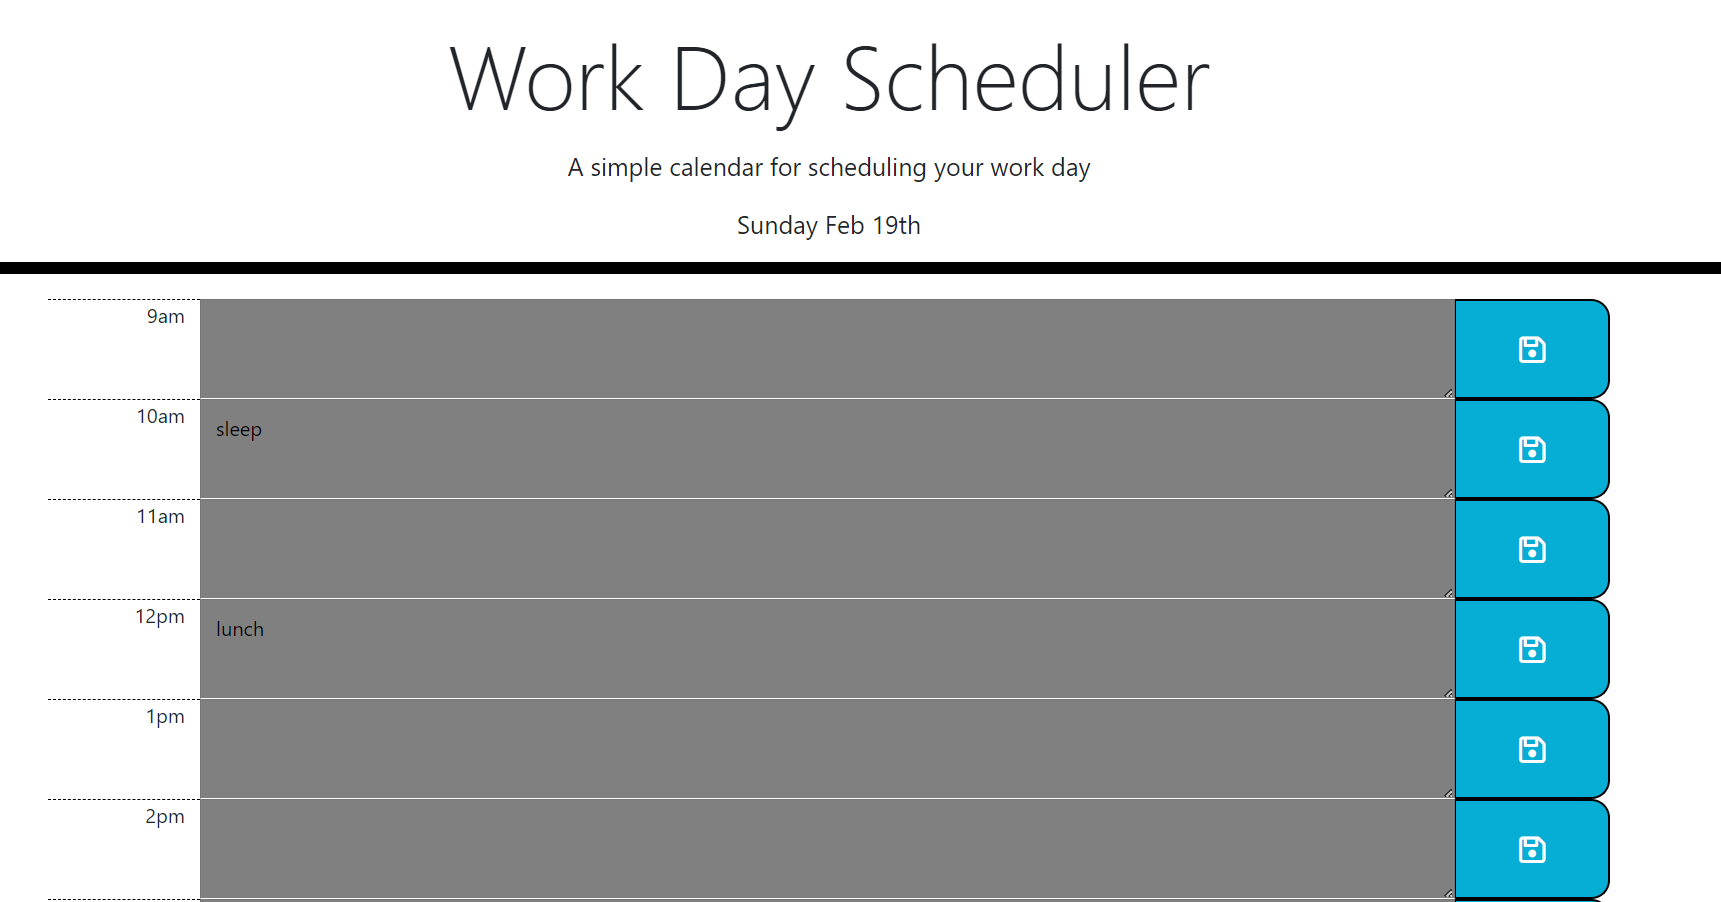 Work Day Scheduler
A simple calendar for scheduling your work day
Sunday Feb 19th
9am
10am
sleep
11am
12pm
lunch
1pm
2pm